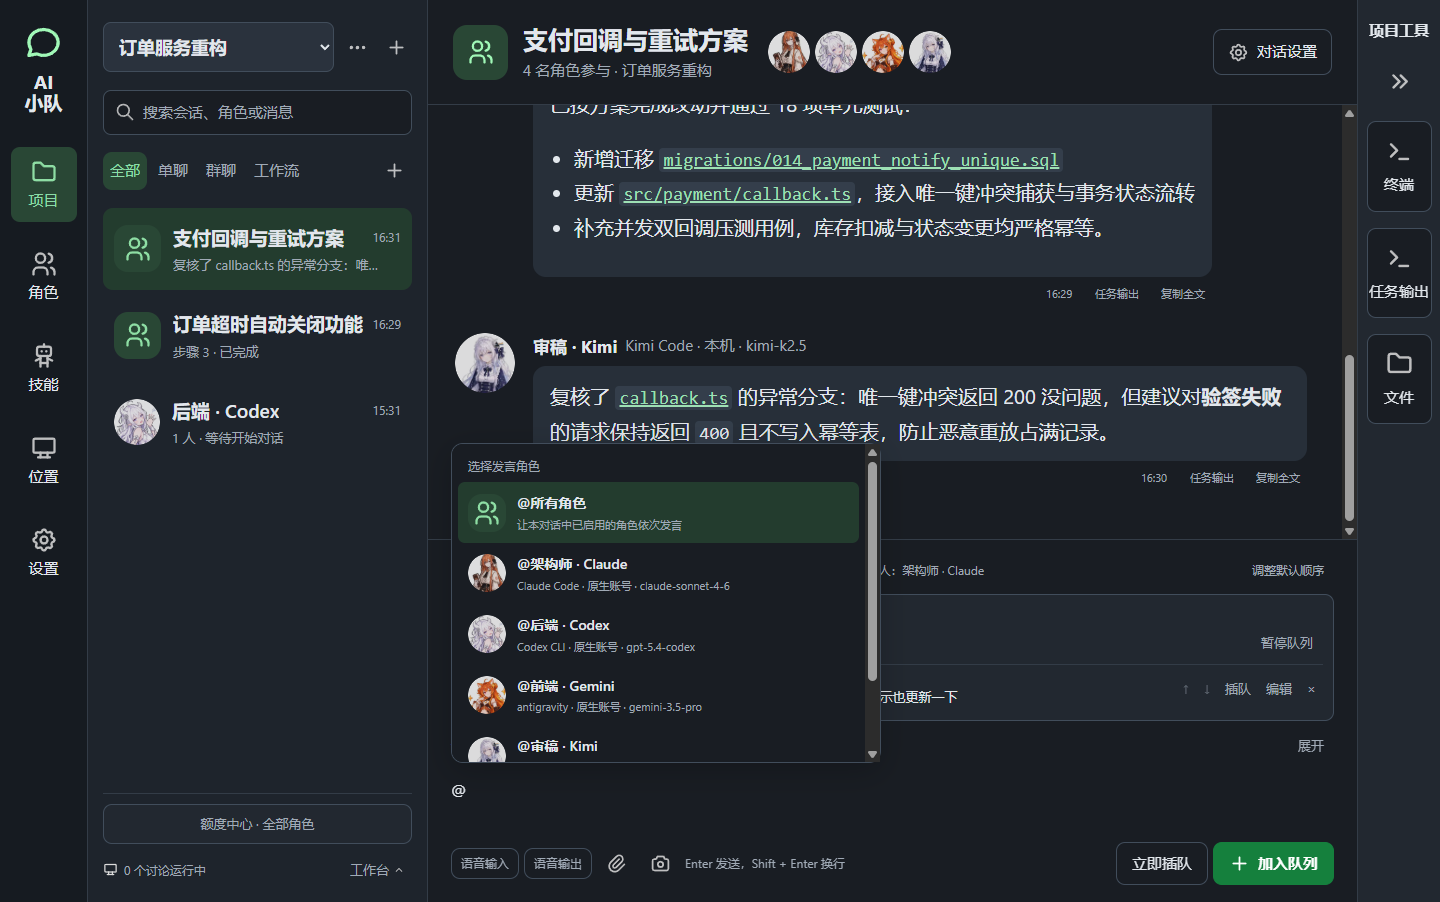 AI
小队
项目
角色
技能
位置
设置
订单服务重构
搜索会话、角色或消息
全部 单聊 群聊 工作流
支付回调与重试方案 16:31
复核了 callback.ts 的异常分支：唯...
订单超时自动关闭功能 16:29
步骤 3 · 已完成
后端 · Codex 15:31
1 人 · 等待开始对话
额度中心 · 全部角色
0 个讨论运行中 工作台
支付回调与重试方案
4 名角色参与 · 订单服务重构
对话设置
已按方案完成改动并通过 18 项单元测试：
新增迁移 migrations/014_payment_notify_unique.sql
更新 src/payment/callback.ts，接入唯一键冲突捕获与事务状态流转
补充并发双回调压测用例，库存扣减与状态变更均严格幂等。
16:29 任务输出 复制全文
审稿 · Kimi Kimi Code · 本机 · kimi-k2.5
复核了 callback.ts 的异常分支：唯一键冲突返回 200 没问题，但建议对验签失败
的请求保持返回 400 且不写入幂等表，防止恶意重放占满记录。
16:30 任务输出 复制全文
选择发言角色
@所有角色
让本对话中已启用的角色依次发言
@架构师 · Claude
Claude Code · 原生账号 · claude-sonnet-4-6
@后端 · Codex
Codex CLI · 原生账号 · gpt-5.4-codex
@前端 · Gemini
antigravity · 原生账号 · gemini-3.5-pro
@审稿 · Kimi
人：架构师 · Claude 调整默认顺序
暂停队列
示也更新一下 ↑ ↓ 插队 编辑 ×
展开
@
语音输入 语音输出 Enter 发送，Shift + Enter 换行
立即插队 加入队列
项目工具
终端
任务输出
文件